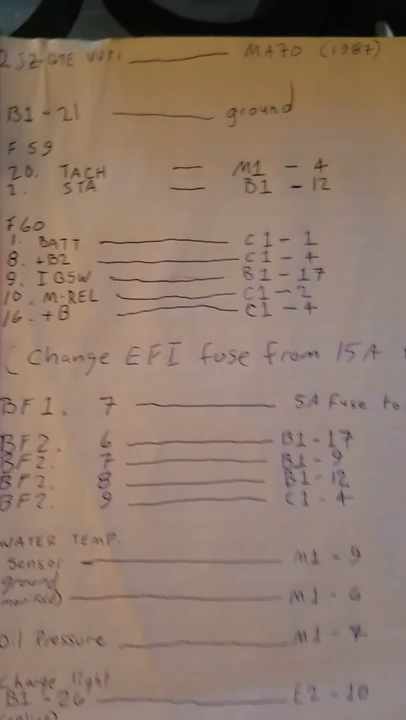 MA70 (1987)
B1 - 21 ground
F 59
20. TACH = M1 - 4
2. STA = B1 - 12
F60
1. BATT C1 - 1
8. +B2 C1 - 4
9. IGSW B1 - 17
10. M-REL C1 - 2
16. +B C1 - 4
(Change EFI fuse from 15A
BF1. 7 5A fuse to
BF2. 6 B1 - 17
BF2. 7 B1 - 9
BF2. 8 B1 - 12
BF2. 9 C1 - 4
WATER TEMP.
Sensor M1 - 9
ground
M1 - 6
Oil Pressure M1 - 7
Charge light
B1 - 26 E2 - 10